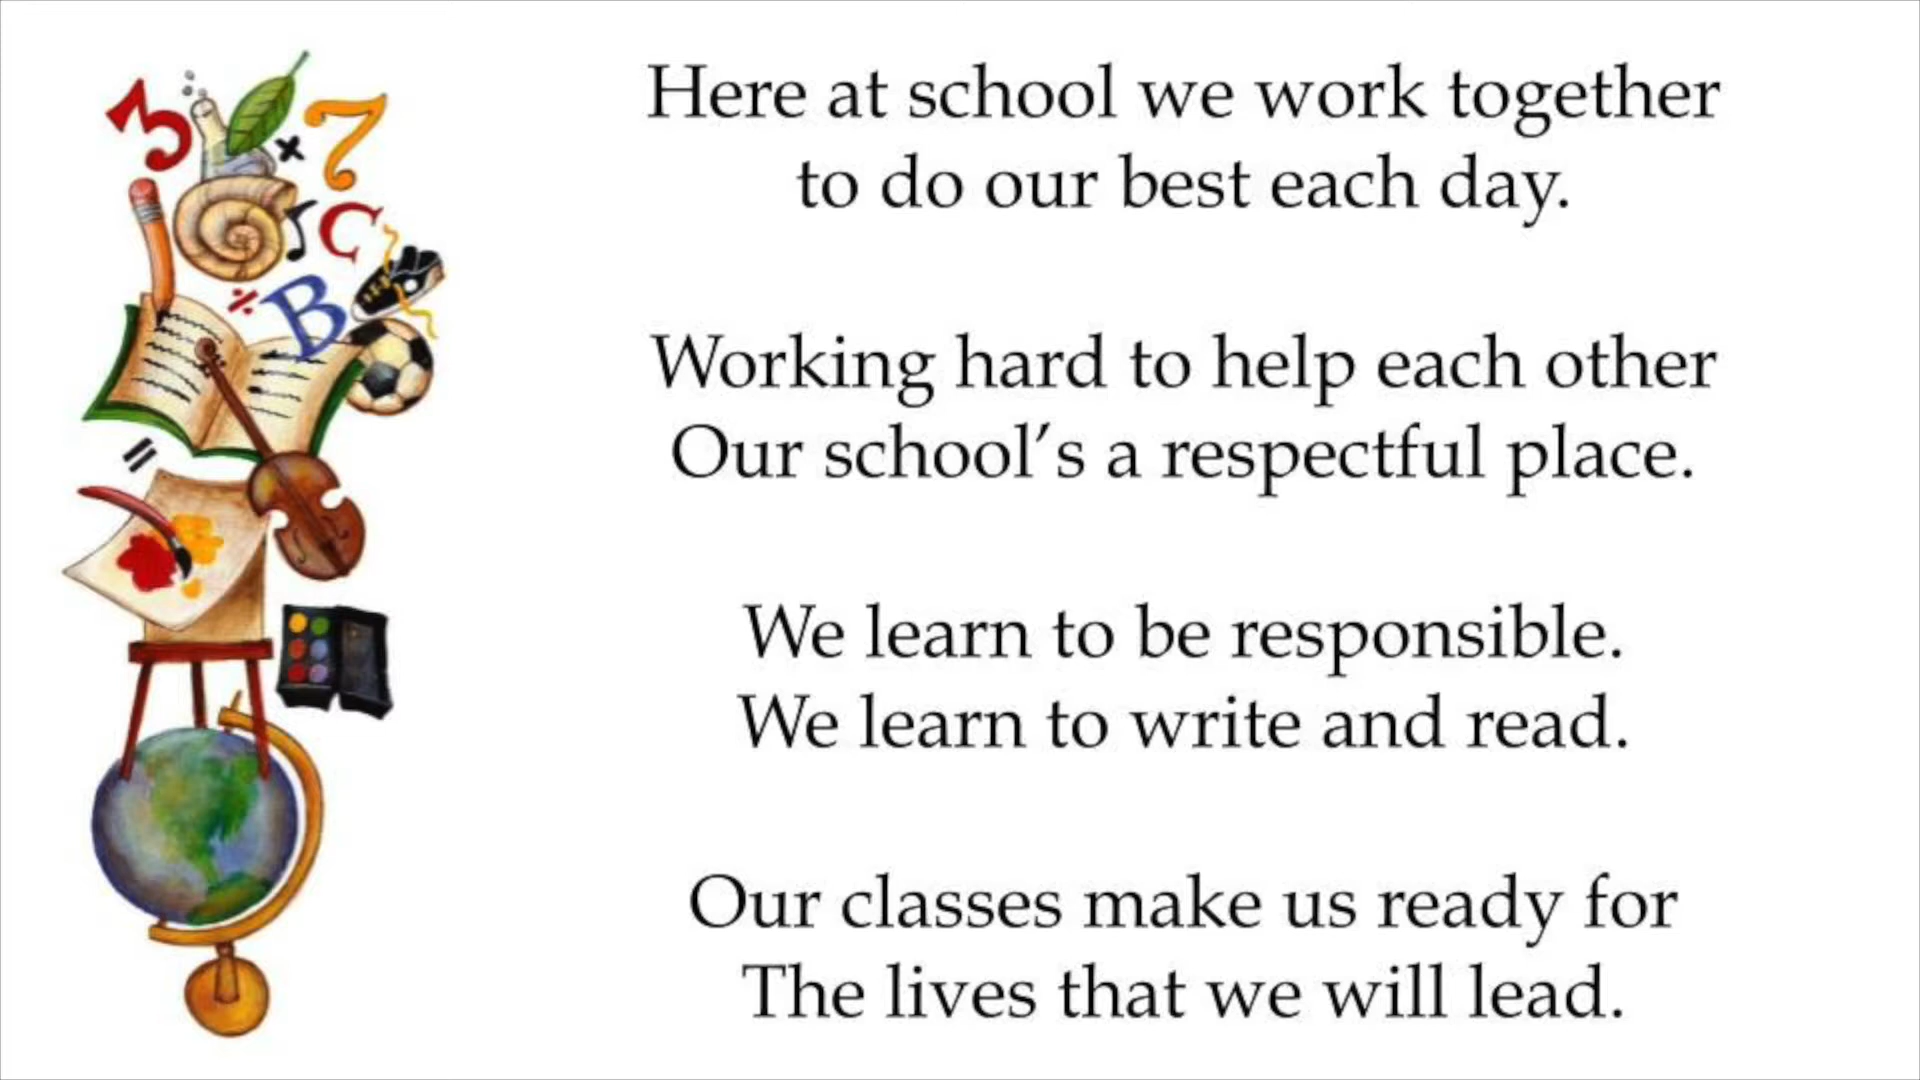 Here at school we work together
to do our best each day.
Working hard to help each other
Our school’s a respectful place.
We learn to be responsible.
We learn to write and read.
Our classes make us ready for
The lives that we will lead.
3
×
7
C
÷
B
=